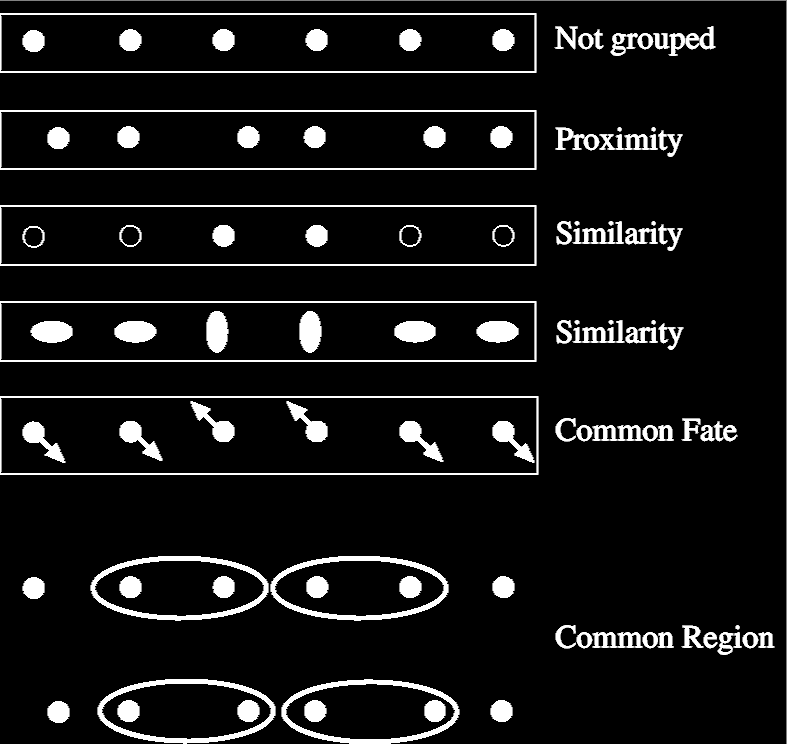 Not grouped
Proximity
Similarity
Similarity
Common Fate
Common Region